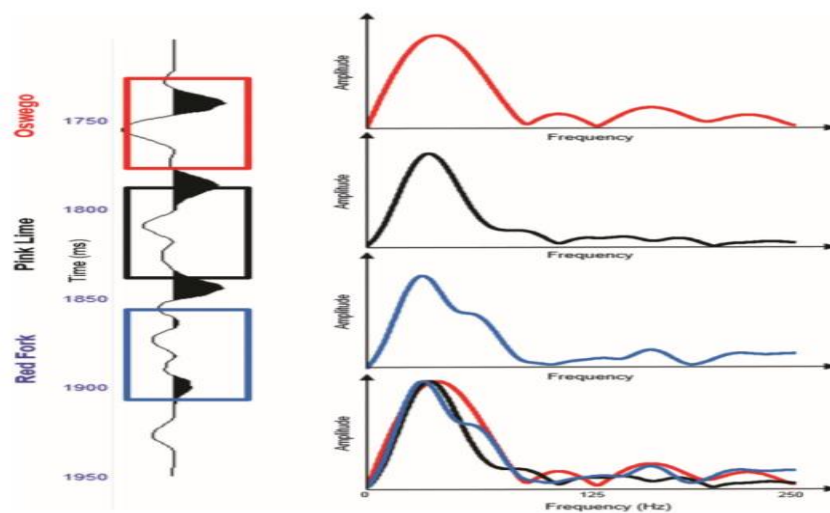 Oswego
Pink Lime
Red Fork
Time (ms)
1750
1800
1850
1900
1950
Amplitude
Frequency
Amplitude
Frequency
Amplitude
Frequency
Amplitude
0
125
250
Frequency (Hz)